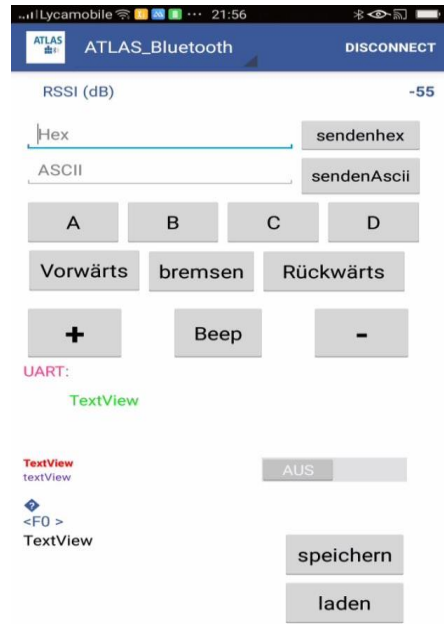 Lycamobile ··· 21:56
ATLAS ATLAS_Bluetooth DISCONNECT
RSSI (dB) -55
Hex sendenhex
ASCII sendenAscii
A B C D
Vorwärts bremsen Rückwärts
+ Beep -
UART:
TextView
TextView
textView AUS
�
<F0 >
TextView
speichern
laden